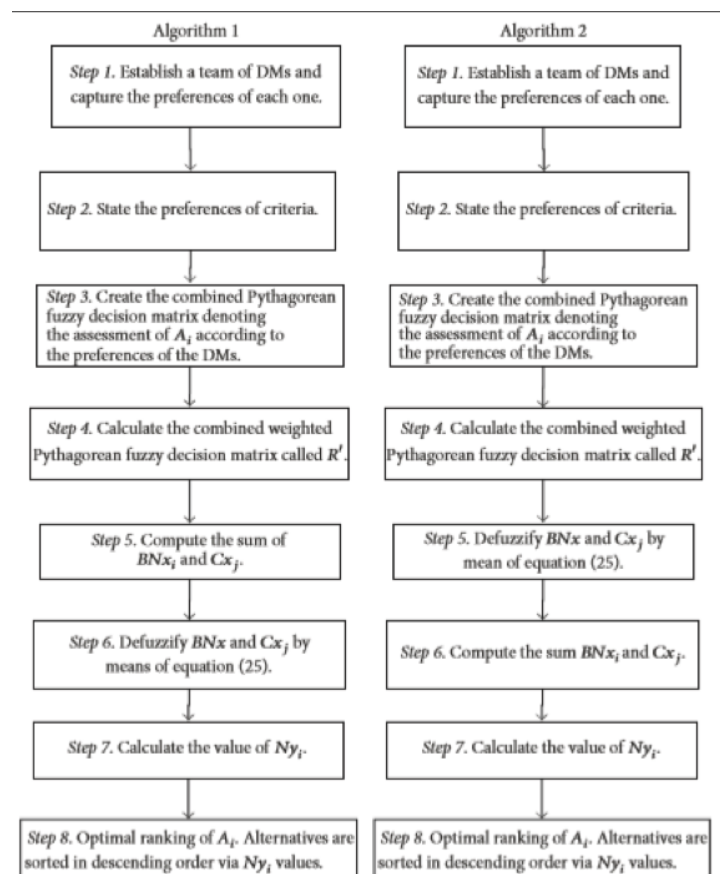 Algorithm 1
Step 1. Establish a team of DMs and
capture the preferences of each one.
Step 2. State the preferences of criteria.
Step 3. Create the combined Pythagorean
fuzzy decision matrix denoting
the assessment of A_i according to
the preferences of the DMs.
Step 4. Calculate the combined weighted
Pythagorean fuzzy decision matrix called R′.
Step 5. Compute the sum of
BNx_i and Cx_j.
Step 6. Defuzzify BNx and Cx_j by
means of equation (25).
Step 7. Calculate the value of Ny_i.
Step 8. Optimal ranking of A_i. Alternatives are
sorted in descending order via Ny_i values.
Algorithm 2
Step 1. Establish a team of DMs and
capture the preferences of each one.
Step 2. State the preferences of criteria.
Step 3. Create the combined Pythagorean
fuzzy decision matrix denoting
the assessment of A_i according to
the preferences of the DMs.
Step 4. Calculate the combined weighted
Pythagorean fuzzy decision matrix called R′.
Step 5. Defuzzify BNx and Cx_j by
mean of equation (25).
Step 6. Compute the sum BNx_i and Cx_j.
Step 7. Calculate the value of Ny_i.
Step 8. Optimal ranking of A_i. Alternatives are
sorted in descending order via Ny_i values.